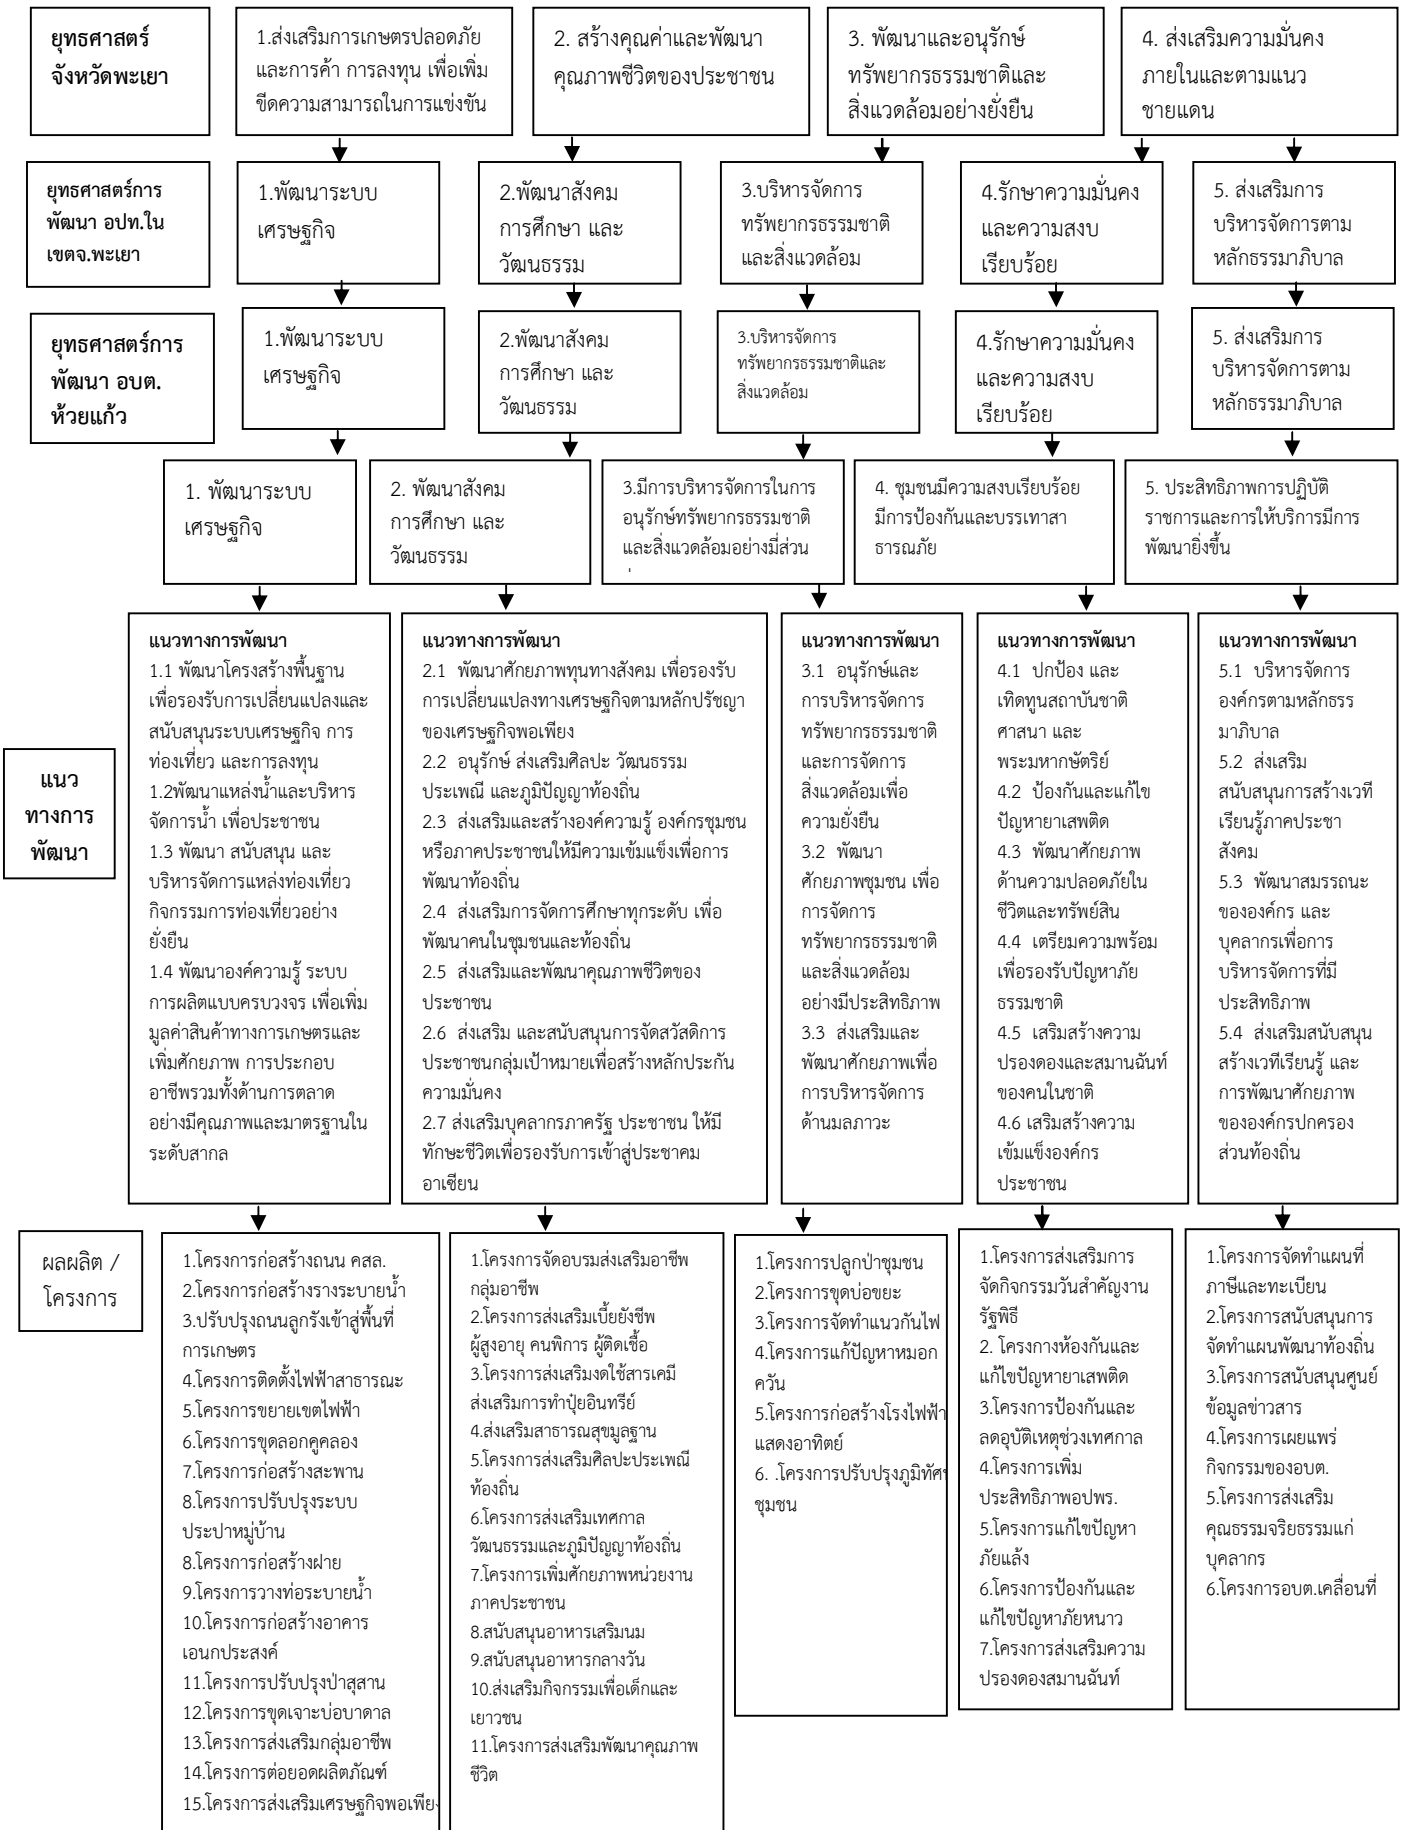 ยุทธศาสตร์
จังหวัดพะเยา
1.ส่งเสริมการเกษตรปลอดภัย
และการค้า การลงทุน เพื่อเพิ่ม
ขีดความสามารถในการแข่งขัน
2. สร้างคุณค่าและพัฒนา
คุณภาพชีวิตของประชาชน
3. พัฒนาและอนุรักษ์
ทรัพยากรธรรมชาติและ
สิ่งแวดล้อมอย่างยั่งยืน
4. ส่งเสริมความมั่นคง
ภายในและตามแนว
ชายแดน
ยุทธศาสตร์การ
พัฒนา อปท.ใน
เขตจ.พะเยา
1.พัฒนาระบบ
เศรษฐกิจ
2.พัฒนาสังคม
การศึกษา และ
วัฒนธรรม
3.บริหารจัดการ
ทรัพยากรธรรมชาติ
และสิ่งแวดล้อม
4.รักษาความมั่นคง
และความสงบ
เรียบร้อย
5. ส่งเสริมการ
บริหารจัดการตาม
หลักธรรมาภิบาล
ยุทธศาสตร์การ
พัฒนา อบต.
ห้วยแก้ว
1.พัฒนาระบบ
เศรษฐกิจ
2.พัฒนาสังคม
การศึกษา และ
วัฒนธรรม
3.บริหารจัดการ
ทรัพยากรธรรมชาติและ
สิ่งแวดล้อม
4.รักษาความมั่นคง
และความสงบ
เรียบร้อย
5. ส่งเสริมการ
บริหารจัดการตาม
หลักธรรมาภิบาล
1. พัฒนาระบบ
เศรษฐกิจ
2. พัฒนาสังคม
การศึกษา และ
วัฒนธรรม
3.มีการบริหารจัดการในการ
อนุรักษ์ทรัพยากรธรรมชาติ
และสิ่งแวดล้อมอย่างมี่ส่วน
4. ชุมชนมีความสงบเรียบร้อย
มีการป้องกันและบรรเทาสา
ธารณภัย
5. ประสิทธิภาพการปฏิบัติ
ราชการและการให้บริการมีการ
พัฒนายิ่งขึ้น
แนว
ทางการ
พัฒนา
แนวทางการพัฒนา
1.1 พัฒนาโครงสร้างพื้นฐาน
เพื่อรองรับการเปลี่ยนแปลงและ
สนับสนุนระบบเศรษฐกิจ การ
ท่องเที่ยว และการลงทุน
1.2พัฒนาแหล่งน้ำและบริหาร
จัดการน้ำ เพื่อประชาชน
1.3 พัฒนา สนับสนุน และ
บริหารจัดการแหล่งท่องเที่ยว
กิจกรรมการท่องเที่ยวอย่าง
ยั่งยืน
1.4 พัฒนาองค์ความรู้ ระบบ
การผลิตแบบครบวงจร เพื่อเพิ่ม
มูลค่าสินค้าทางการเกษตรและ
เพิ่มศักยภาพ การประกอบ
อาชีพรวมทั้งด้านการตลาด
อย่างมีคุณภาพและมาตรฐานใน
ระดับสากล
แนวทางการพัฒนา
2.1 พัฒนาศักยภาพทุนทางสังคม เพื่อรองรับ
การเปลี่ยนแปลงทางเศรษฐกิจตามหลักปรัชญา
ของเศรษฐกิจพอเพียง
2.2 อนุรักษ์ ส่งเสริมศิลปะ วัฒนธรรม
ประเพณี และภูมิปัญญาท้องถิ่น
2.3 ส่งเสริมและสร้างองค์ความรู้ องค์กรชุมชน
หรือภาคประชาชนให้มีความเข้มแข็งเพื่อการ
พัฒนาท้องถิ่น
2.4 ส่งเสริมการจัดการศึกษาทุกระดับ เพื่อ
พัฒนาคนในชุมชนและท้องถิ่น
2.5 ส่งเสริมและพัฒนาคุณภาพชีวิตของ
ประชาชน
2.6 ส่งเสริม และสนับสนุนการจัดสวัสดิการ
ประชาชนกลุ่มเป้าหมายเพื่อสร้างหลักประกัน
ความมั่นคง
2.7 ส่งเสริมบุคลากรภาครัฐ ประชาชน ให้มี
ทักษะชีวิตเพื่อรองรับการเข้าสู่ประชาคม
อาเซียน
แนวทางการพัฒนา
3.1 อนุรักษ์และ
การบริหารจัดการ
ทรัพยากรธรรมชาติ
และการจัดการ
สิ่งแวดล้อมเพื่อ
ความยั่งยืน
3.2 พัฒนา
ศักยภาพชุมชน เพื่อ
การจัดการ
ทรัพยากรธรรมชาติ
และสิ่งแวดล้อม
อย่างมีประสิทธิภาพ
3.3 ส่งเสริมและ
พัฒนาศักยภาพเพื่อ
การบริหารจัดการ
ด้านมลภาวะ
แนวทางการพัฒนา
4.1 ปกป้อง และ
เทิดทูนสถาบันชาติ
ศาสนา และ
พระมหากษัตริย์
4.2 ป้องกันและแก้ไข
ปัญหายาเสพติด
4.3 พัฒนาศักยภาพ
ด้านความปลอดภัยใน
ชีวิตและทรัพย์สิน
4.4 เตรียมความพร้อม
เพื่อรองรับปัญหาภัย
ธรรมชาติ
4.5 เสริมสร้างความ
ปรองดองและสมานฉันท์
ของคนในชาติ
4.6 เสริมสร้างความ
เข้มแข็งองค์กร
ประชาชน
แนวทางการพัฒนา
5.1 บริหารจัดการ
องค์กรตามหลักธรร
มาภิบาล
5.2 ส่งเสริม
สนับสนุนการสร้างเวที
เรียนรู้ภาคประชา
สังคม
5.3 พัฒนาสมรรถนะ
ขององค์กร และ
บุคลากรเพื่อการ
บริหารจัดการที่มี
ประสิทธิภาพ
5.4 ส่งเสริมสนับสนุน
สร้างเวทีเรียนรู้ และ
การพัฒนาศักยภาพ
ขององค์กรปกครอง
ส่วนท้องถิ่น
ผลผลิต /
โครงการ
1.โครงการก่อสร้างถนน คสล.
2.โครงการก่อสร้างรางระบายน้ำ
3.ปรับปรุงถนนลูกรังเข้าสู่พื้นที่
การเกษตร
4.โครงการติดตั้งไฟฟ้าสาธารณะ
5.โครงการขยายเขตไฟฟ้า
6.โครงการขุดลอกคูคลอง
7.โครงการก่อสร้างสะพาน
8.โครงการปรับปรุงระบบ
ประปาหมู่บ้าน
8.โครงการก่อสร้างฝาย
9.โครงการวางท่อระบายน้ำ
10.โครงการก่อสร้างอาคาร
เอนกประสงค์
11.โครงการปรับปรุงป่าสุสาน
12.โครงการขุดเจาะบ่อบาดาล
13.โครงการส่งเสริมกลุ่มอาชีพ
14.โครงการต่อยอดผลิตภัณฑ์
15.โครงการส่งเสริมเศรษฐกิจพอเพียง
1.โครงการจัดอบรมส่งเสริมอาชีพ
กลุ่มอาชีพ
2.โครงการส่งเสริมเบี้ยยังชีพ
ผู้สูงอายุ คนพิการ ผู้ติดเชื้อ
3.โครงการส่งเสริมงดใช้สารเคมี
ส่งเสริมการทำปุ๋ยอินทรีย์
4.ส่งเสริมสาธารณสุขมูลฐาน
5.โครงการส่งเสริมศิลปะประเพณี
ท้องถิ่น
6.โครงการส่งเสริมเทศกาล
วัฒนธรรมและภูมิปัญญาท้องถิ่น
7.โครงการเพิ่มศักยภาพหน่วยงาน
ภาคประชาชน
8.สนับสนุนอาหารเสริมนม
9.สนับสนุนอาหารกลางวัน
10.ส่งเสริมกิจกรรมเพื่อเด็กและ
เยาวชน
11.โครงการส่งเสริมพัฒนาคุณภาพ
ชีวิต
1.โครงการปลูกป่าชุมชน
2.โครงการขุดบ่อขยะ
3.โครงการจัดทำแนวกันไฟ
4.โครงการแก้ปัญหาหมอก
ควัน
5.โครงการก่อสร้างโรงไฟฟ้า
แสดงอาทิตย์
6. .โครงการปรับปรุงภูมิทัศ
ชุมชน
1.โครงการส่งเสริมการ
จัดกิจกรรมวันสำคัญงาน
รัฐพิธี
2. โครงกางห้องกันและ
แก้ไขปัญหายาเสพติด
3.โครงการป้องกันและ
ลดอุบัติเหตุช่วงเทศกาล
4.โครงการเพิ่ม
ประสิทธิภาพอปพร.
5.โครงการแก้ไขปัญหา
ภัยแล้ง
6.โครงการป้องกันและ
แก้ไขปัญหาภัยหนาว
7.โครงการส่งเสริมความ
ปรองดองสมานฉันท์
1.โครงการจัดทำแผนที่
ภาษีและทะเบียน
2.โครงการสนับสนุนการ
จัดทำแผนพัฒนาท้องถิ่น
3.โครงการสนับสนุนศูนย์
ข้อมูลข่าวสาร
4.โครงการเผยแพร่
กิจกรรมของอบต.
5.โครงการส่งเสริม
คุณธรรมจริยธรรมแก่
บุคลากร
6.โครงการอบต.เคลื่อนที่